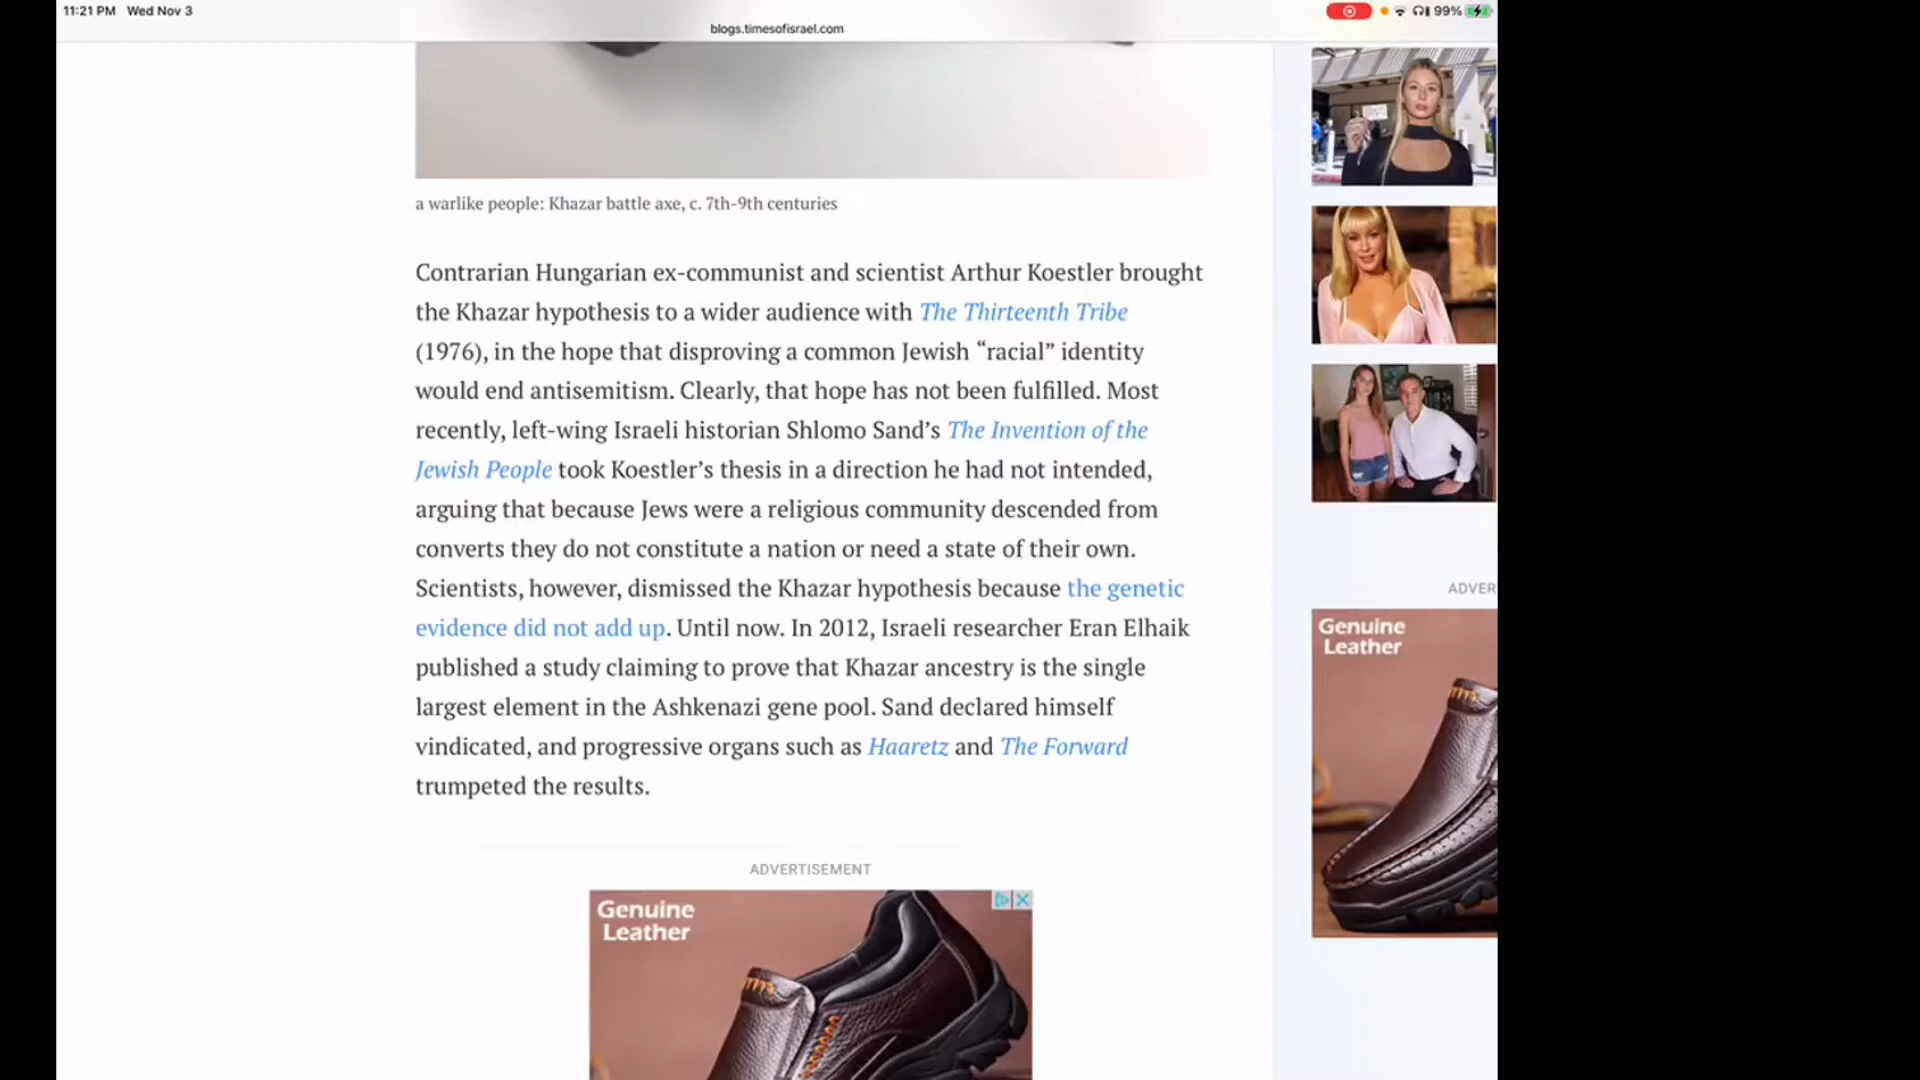 11:21 PM Wed Nov 3
99%
blogs.timesofisrael.com
a warlike people: Khazar battle axe, c. 7th-9th centuries
Contrarian Hungarian ex-communist and scientist Arthur Koestler brought
the Khazar hypothesis to a wider audience with The Thirteenth Tribe
(1976), in the hope that disproving a common Jewish “racial” identity
would end antisemitism. Clearly, that hope has not been fulfilled. Most
recently, left-wing Israeli historian Shlomo Sand’s The Invention of the
Jewish People took Koestler’s thesis in a direction he had not intended,
arguing that because Jews were a religious community descended from
converts they do not constitute a nation or need a state of their own.
Scientists, however, dismissed the Khazar hypothesis because the genetic
evidence did not add up. Until now. In 2012, Israeli researcher Eran Elhaik
published a study claiming to prove that Khazar ancestry is the single
largest element in the Ashkenazi gene pool. Sand declared himself
vindicated, and progressive organs such as Haaretz and The Forward
trumpeted the results.
ADVERTISEMENT
Genuine
Leather
ADVER
Genuine
Leather